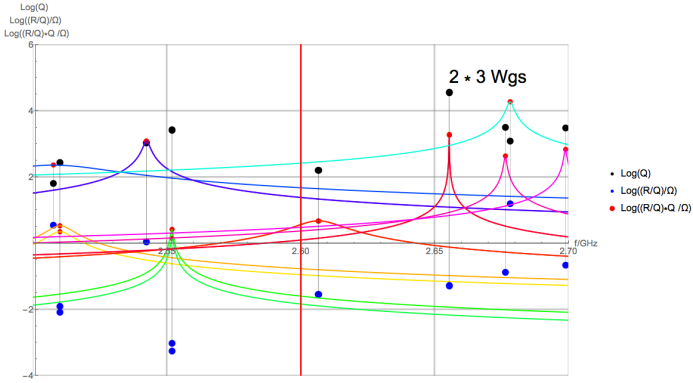 Log(Q)
Log((R/Q)/Ω)
Log((R/Q)•Q /Ω)
6
2 * 3 Wgs
4
2
Log(Q)
Log((R/Q)/Ω)
Log((R/Q)•Q /Ω)
f/GHz
2.55
2.60
2.65
2.70
−2
−4